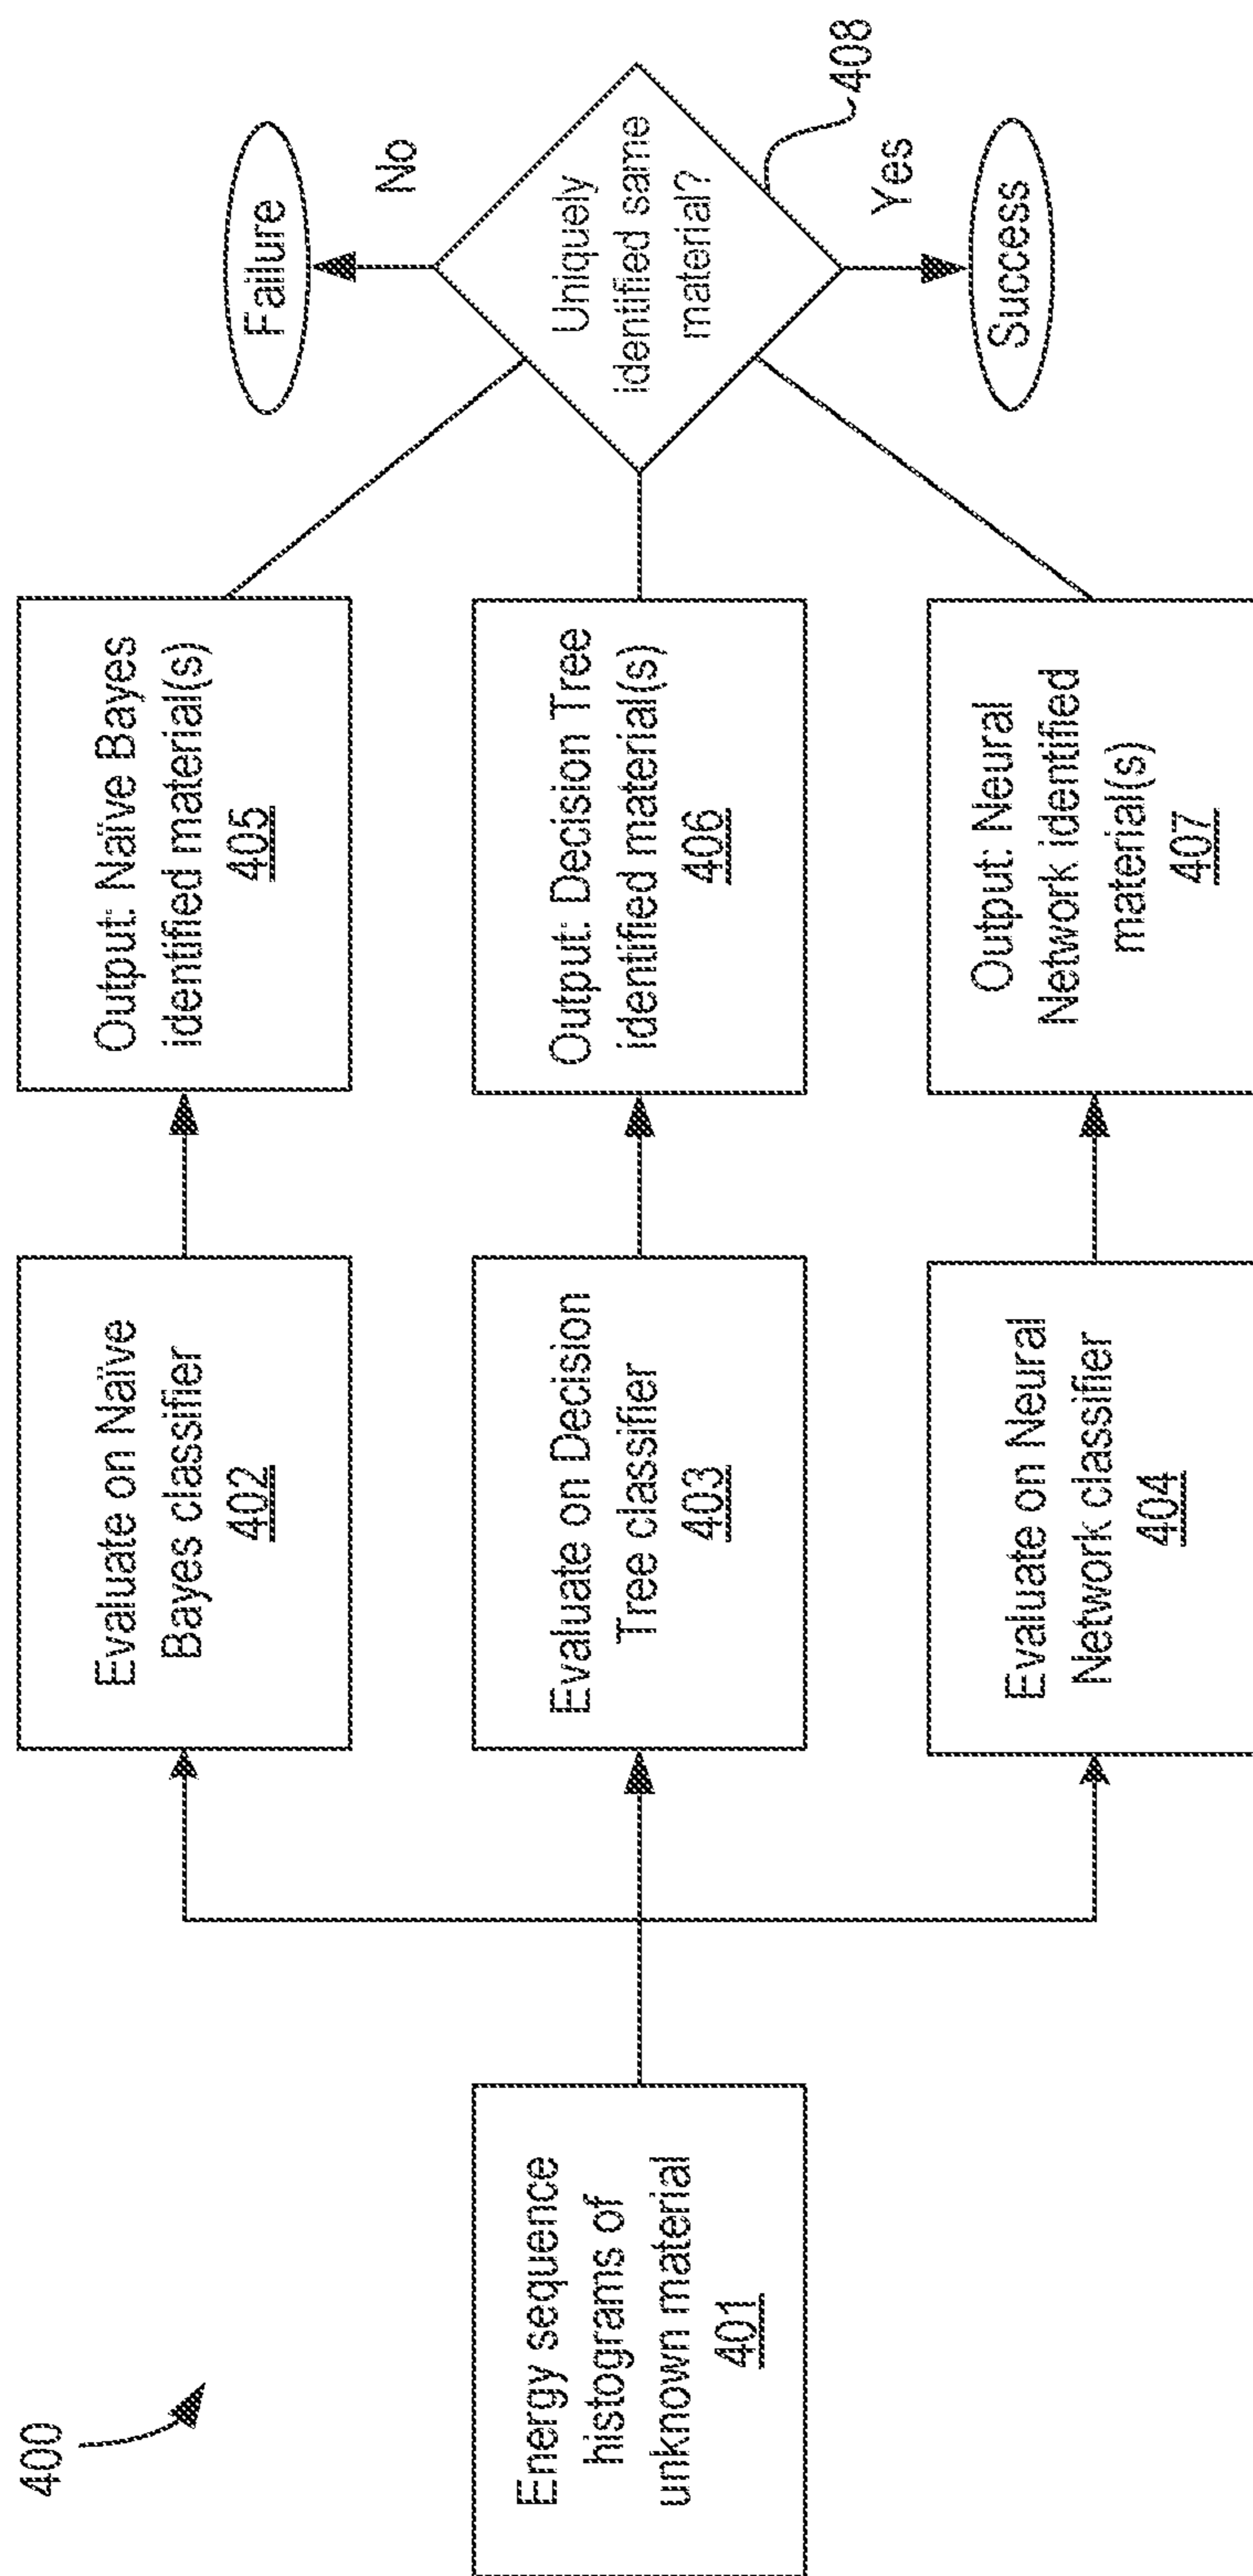 400
Energy sequence
histograms of
unknown material
401
Evaluate on Naïve
Bayes classifier
402
Evaluate on Decision
Tree classifier
403
Evaluate on Neural
Network classifier
404
Output: Naïve Bayes
identified material(s)
405
Output: Decision Tree
identified material(s)
406
Output: Neural
Network identified
material(s)
407
Failure
No
Uniquely
identified same
material?
408
Yes
Success